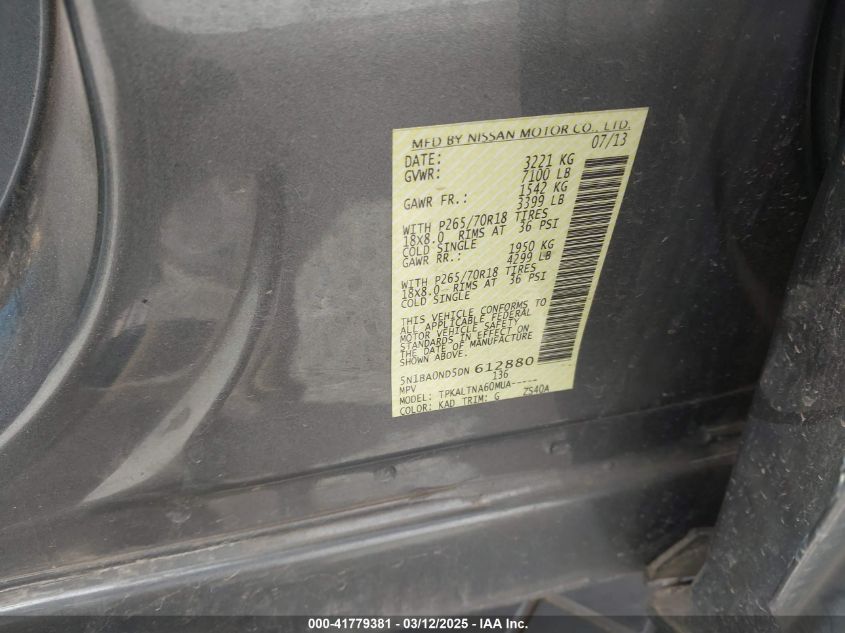 MFD BY NISSAN MOTOR CO., LTD.
DATE: 07/13
GVWR: 3221 KG
7100 LB
GAWR FR.: 1542 KG
3399 LB
WITH P265/70R18 TIRES
18X8.0 RIMS AT 36 PSI
COLD SINGLE
GAWR RR.: 1950 KG
4299 LB
WITH P265/70R18 TIRES
18X8.0 RIMS AT 36 PSI
COLD SINGLE
THIS VEHICLE CONFORMS TO
ALL APPLICABLE FEDERAL
MOTOR VEHICLE SAFETY
STANDARDS IN EFFECT ON
THE DATE OF MANUFACTURE
SHOWN ABOVE.
5N1BA0ND5DN 612880
MPV 136
MODEL: TPKALTNA60MUA-----
COLOR: KAD TRIM: G ZS40A
000-41779381 - 03/12/2025 - COPYRIGHT IAA, Inc.